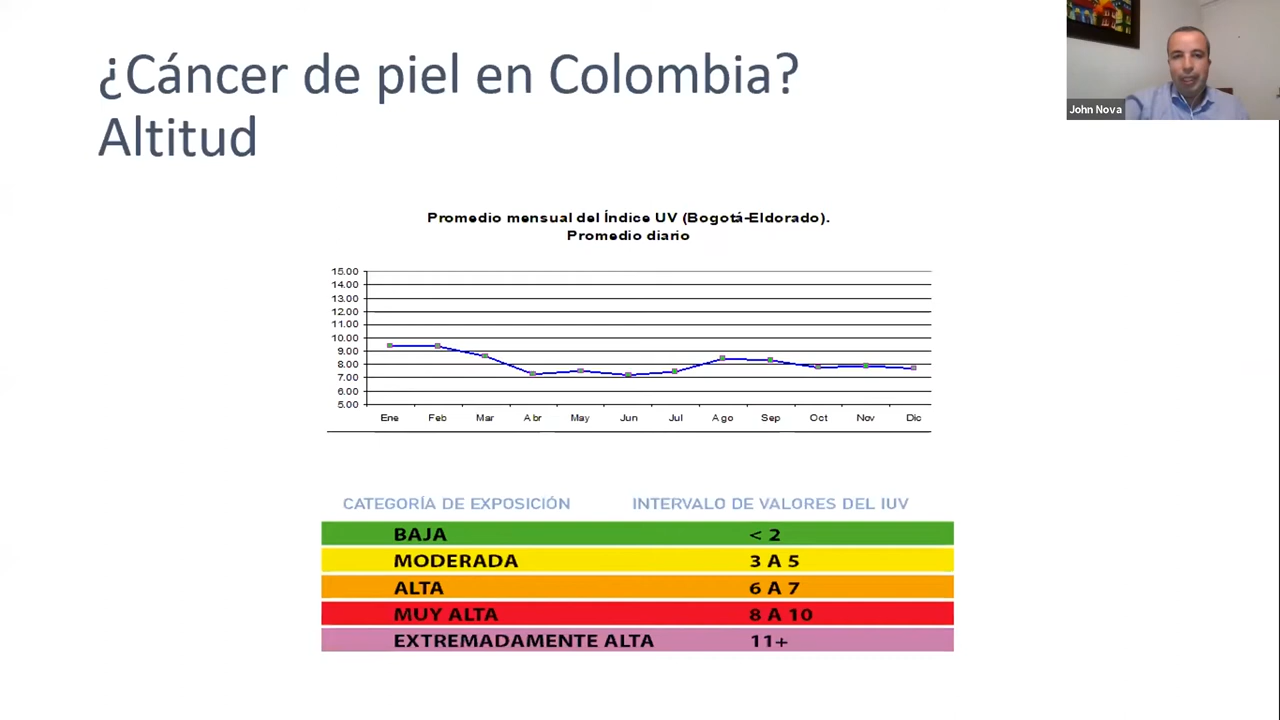 ¿Cáncer de piel en Colombia?
Altitud
John Nova
Promedio mensual del Índice UV (Bogotá-Eldorado).
Promedio diario
15.00
14.00
13.00
12.00
11.00
10.00
9.00
8.00
7.00
6.00
5.00
Ene Feb Mar Abr May Jun Jul Ago Sep Oct Nov Dic
CATEGORÍA DE EXPOSICIÓN INTERVALO DE VALORES DEL IUV
BAJA < 2
MODERADA 3 A 5
ALTA 6 A 7
MUY ALTA 8 A 10
EXTREMADAMENTE ALTA 11+